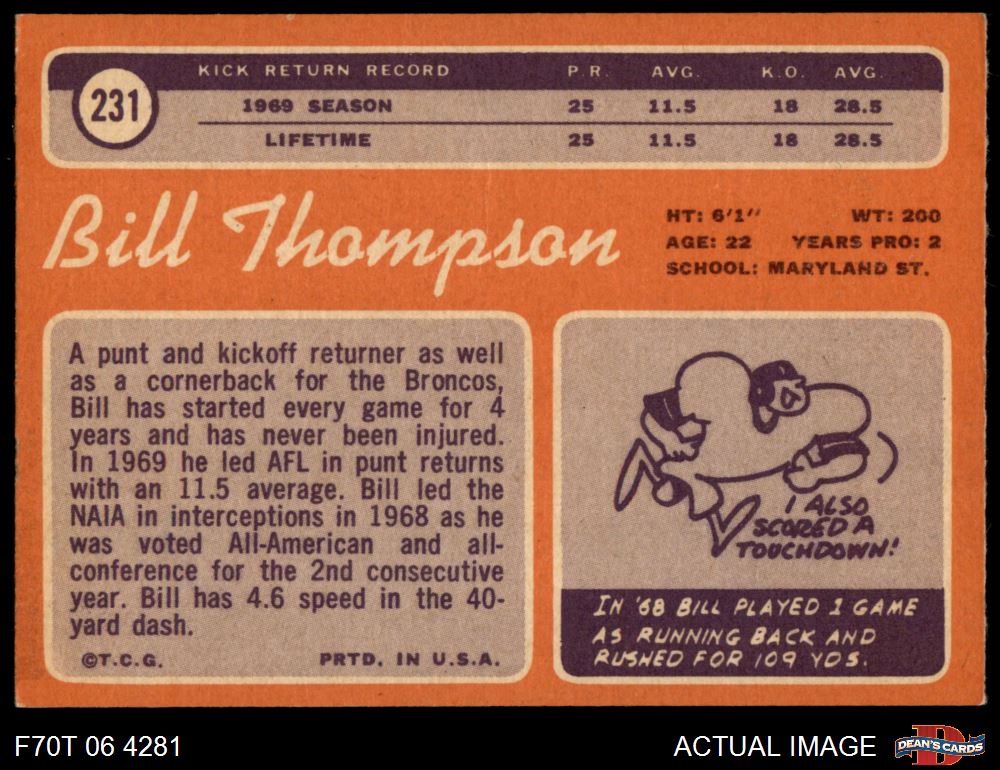 231
KICK RETURN RECORD P.R. AVG. K.O. AVG.
1969 SEASON 25 11.5 18 28.5
LIFETIME 25 11.5 18 28.5
Bill Thompson
HT: 6'1" WT: 200
AGE: 22 YEARS PRO: 2
SCHOOL: MARYLAND ST.
A punt and kickoff returner as well
as a cornerback for the Broncos,
Bill has started every game for 4
years and has never been injured.
In 1969 he led AFL in punt returns
with an 11.5 average. Bill led the
NAIA in interceptions in 1968 as he
was voted All-American and all-
conference for the 2nd consecutive
year. Bill has 4.6 speed in the 40-
yard dash.
©T.C.G. PRTD. IN U.S.A.
I ALSO
SCORED A
TOUCHDOWN!
IN '68 BILL PLAYED 1 GAME
AS RUNNING BACK AND
RUSHED FOR 109 YDS.
F70T 06 4281
ACTUAL IMAGE
D
DEAN'S CARDS